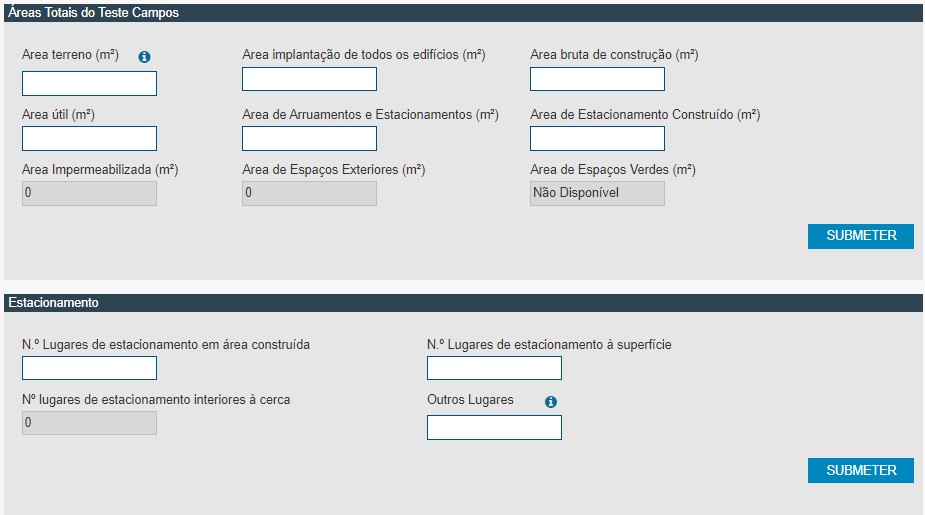 Áreas Totais do Teste Campos
Area terreno (m²)
Area implantação de todos os edifícios (m²)
Area bruta de construção (m²)
Area útil (m²)
Area de Arruamentos e Estacionamentos (m²)
Area de Estacionamento Construído (m²)
Area Impermeabilizada (m²)
Area de Espaços Exteriores (m²)
Area de Espaços Verdes (m²)
0
0
Não Disponível
SUBMETER
Estacionamento
N.º Lugares de estacionamento em área construída
N.º Lugares de estacionamento à superfície
Nº lugares de estacionamento interiores à cerca
Outros Lugares
0
SUBMETER